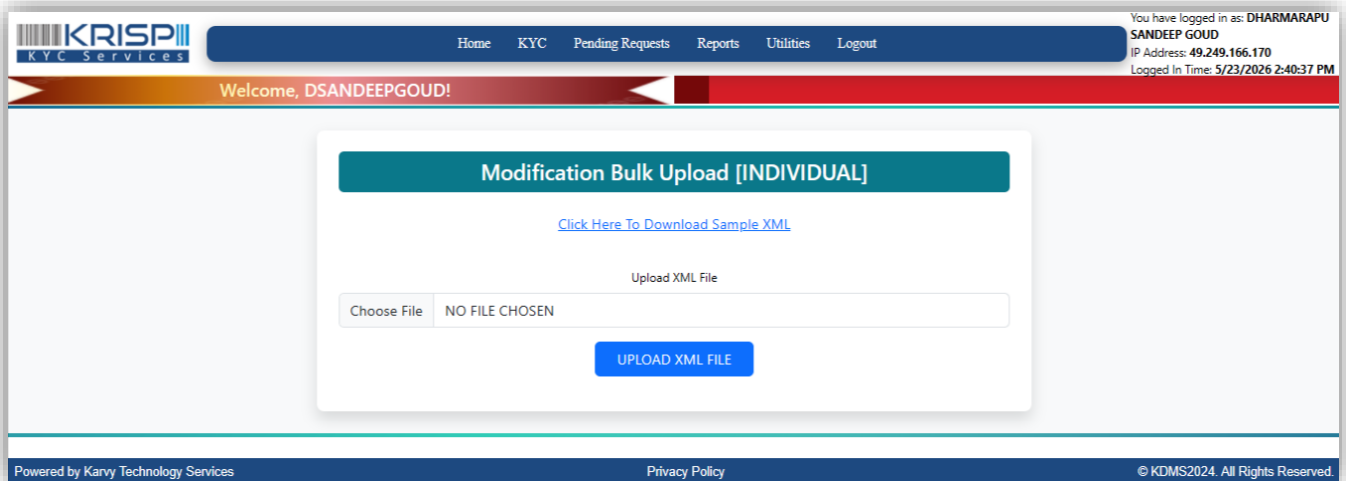 KRISP
KYC Services
Home KYC Pending Requests Reports Utilities Logout
You have logged in as: DHARMARAPU
SANDEEP GOUD
IP Address: 49.249.166.170
Logged In Time: 5/23/2026 2:40:37 PM
Welcome, DSANDEEPGOUD!
Modification Bulk Upload [INDIVIDUAL]
Click Here To Download Sample XML
Upload XML File
Choose File NO FILE CHOSEN
UPLOAD XML FILE
Powered by Karvy Technology Services Privacy Policy © KDMS2024. All Rights Reserved.